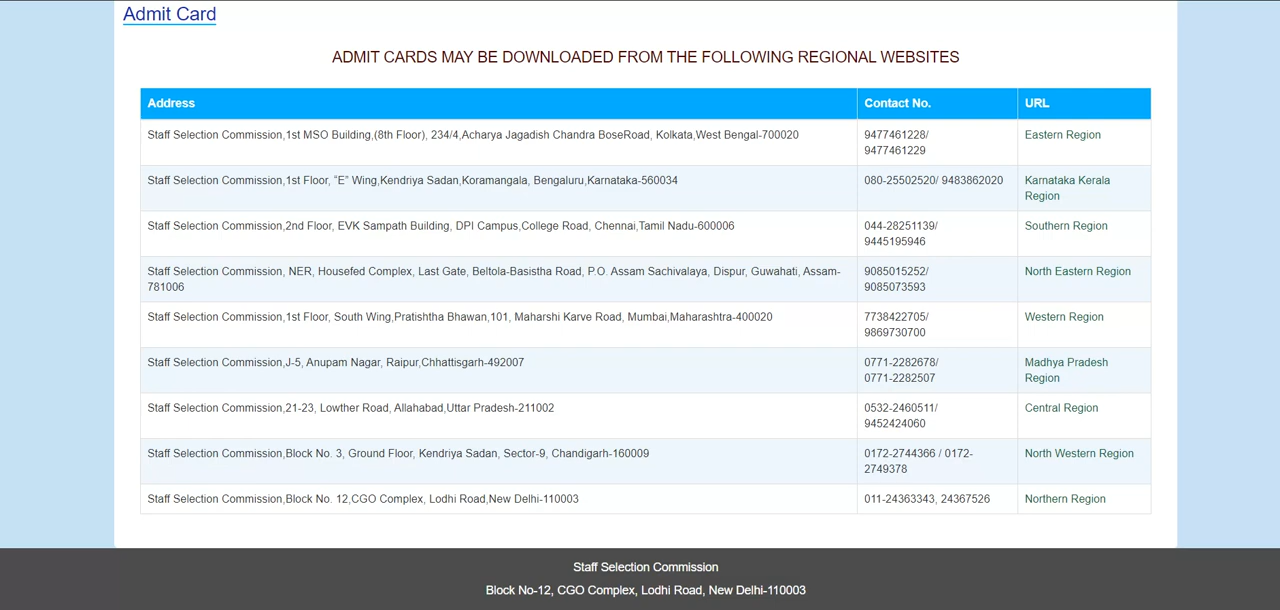 Admit Card
ADMIT CARDS MAY BE DOWNLOADED FROM THE FOLLOWING REGIONAL WEBSITES
Address Contact No. URL
Staff Selection Commission,1st MSO Building,(8th Floor), 234/4,Acharya Jagadish Chandra BoseRoad, Kolkata,West Bengal-700020 9477461228/ Eastern Region
9477461229
Staff Selection Commission,1st Floor, “E” Wing,Kendriya Sadan,Koramangala, Bengaluru,Karnataka-560034 080-25502520/ 9483862020 Karnataka Kerala
Region
Staff Selection Commission,2nd Floor, EVK Sampath Building, DPI Campus,College Road, Chennai,Tamil Nadu-600006 044-28251139/ Southern Region
9445195946
Staff Selection Commission, NER, Housefed Complex, Last Gate, Beltola-Basistha Road, P.O. Assam Sachivalaya, Dispur, Guwahati, Assam- 9085015252/ North Eastern Region
781006 9085073593
Staff Selection Commission,1st Floor, South Wing,Pratishtha Bhawan,101, Maharshi Karve Road, Mumbai,Maharashtra-400020 7738422705/ Western Region
9869730700
Staff Selection Commission,J-5, Anupam Nagar, Raipur,Chhattisgarh-492007 0771-2282678/ Madhya Pradesh
0771-2282507 Region
Staff Selection Commission,21-23, Lowther Road, Allahabad,Uttar Pradesh-211002 0532-2460511/ Central Region
9452424060
Staff Selection Commission,Block No. 3, Ground Floor, Kendriya Sadan, Sector-9, Chandigarh-160009 0172-2744366 / 0172- North Western Region
2749378
Staff Selection Commission,Block No. 12,CGO Complex, Lodhi Road,New Delhi-110003 011-24363343, 24367526 Northern Region
Staff Selection Commission
Block No-12, CGO Complex, Lodhi Road, New Delhi-110003